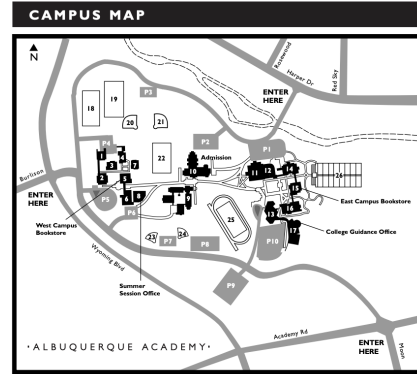 CAMPUS MAP
N
Rosewood
Harper Dr
Red Sky
ENTER
HERE
P3
18
19
20
21
P2
P1
P4
22
Admission
1
4
3
7
2
5
10
11
12
14
26
Burlison
ENTER
HERE
P5
6
8
9
15
East Campus Bookstore
16
13
25
P6
West Campus
Bookstore
College Guidance Office
17
23
P7
24
P8
P10
Wyoming Blvd
Summer
Session Office
P9
Academy Rd
ENTER
HERE
Moon
·ALBUQUERQUE ACADEMY·